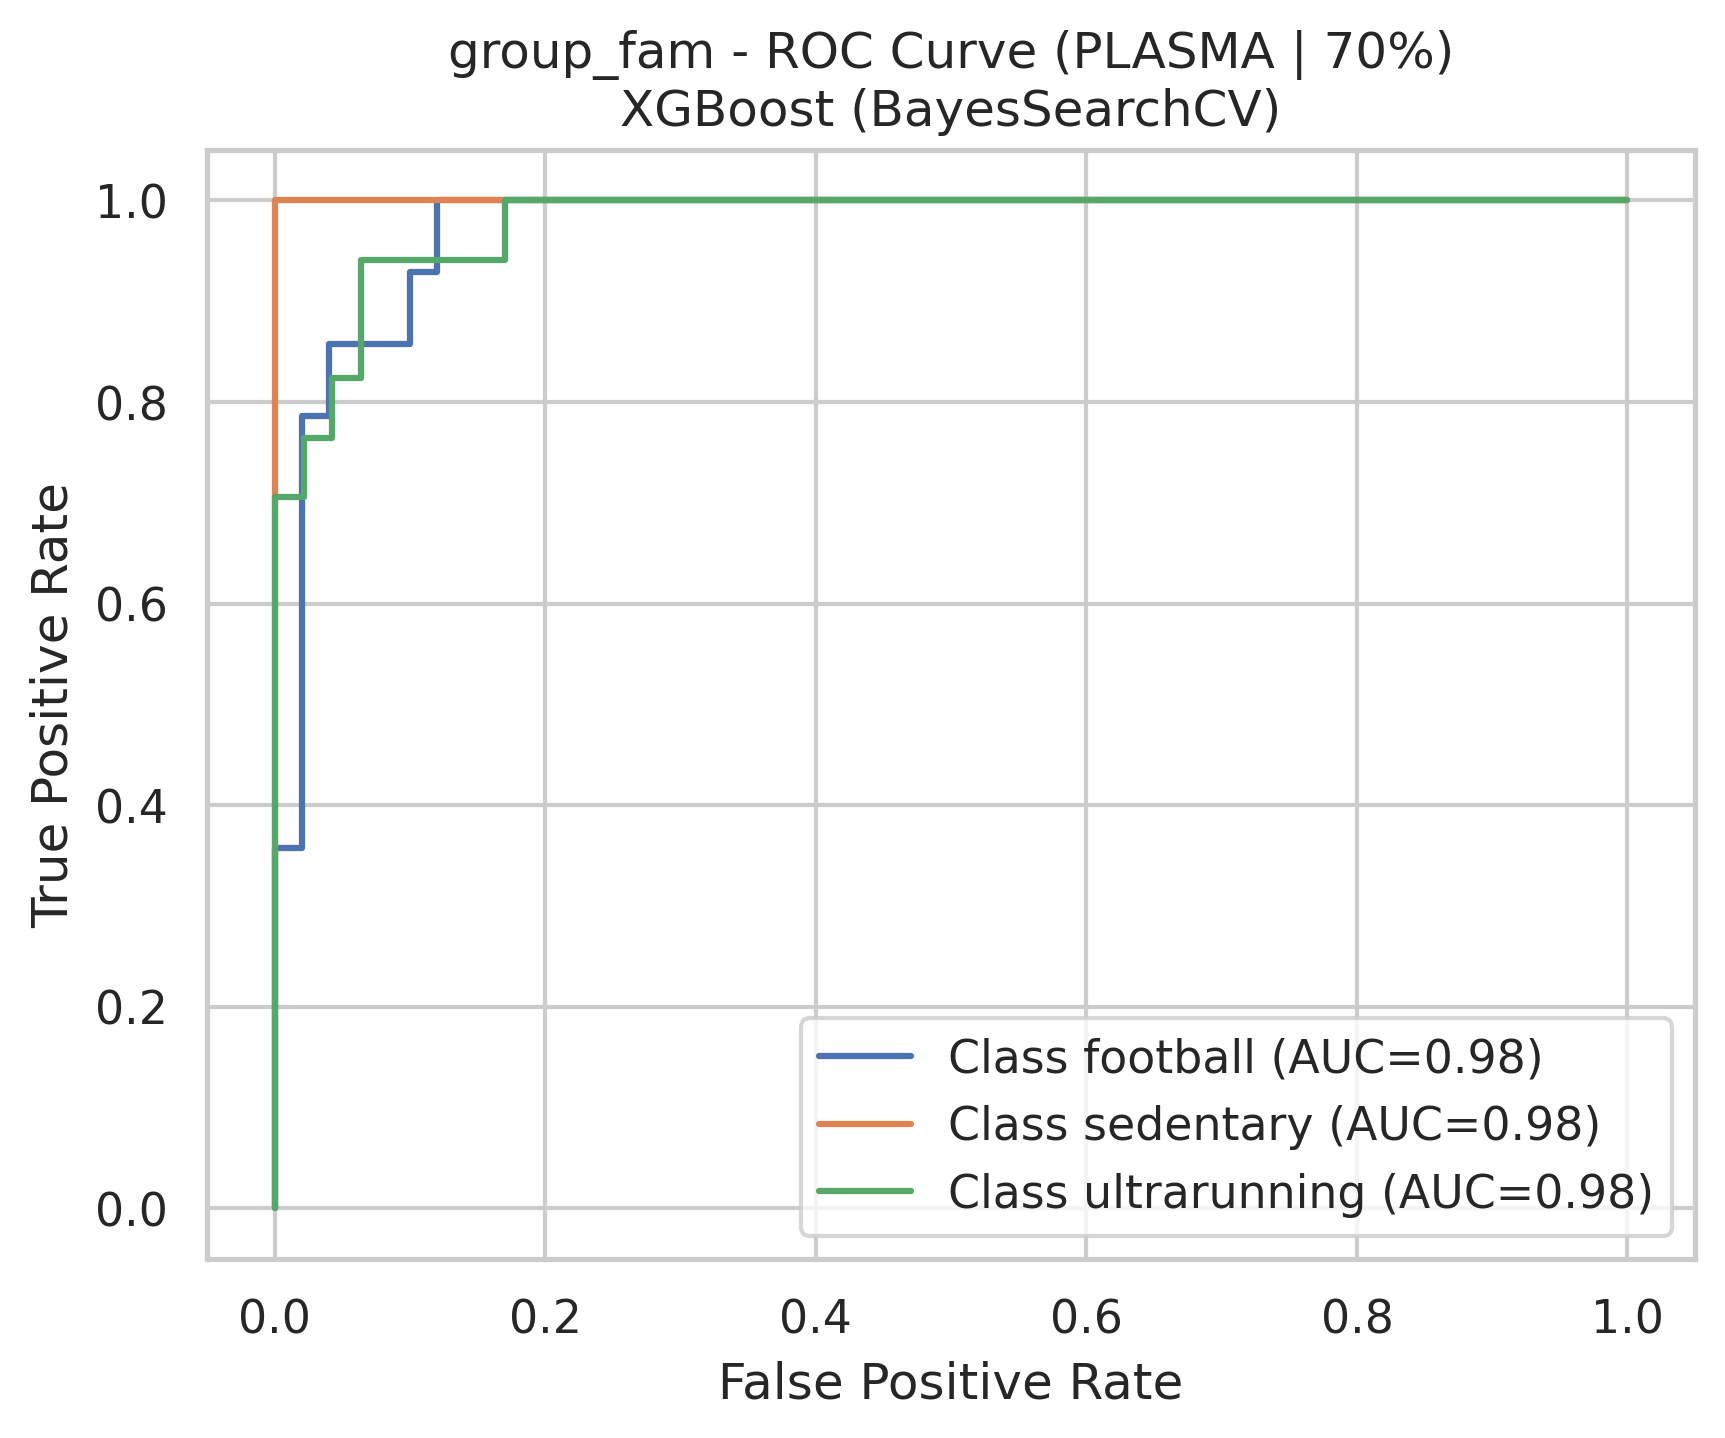 group_fam - ROC Curve (PLASMA | 70%)
XGBoost (BayesSearchCV)
True Positive Rate
1.0
0.8
0.6
0.4
0.2
0.0
Class football (AUC=0.98)
Class sedentary (AUC=0.98)
Class ultrarunning (AUC=0.98)
0.0 0.2 0.4 0.6 0.8 1.0
False Positive Rate